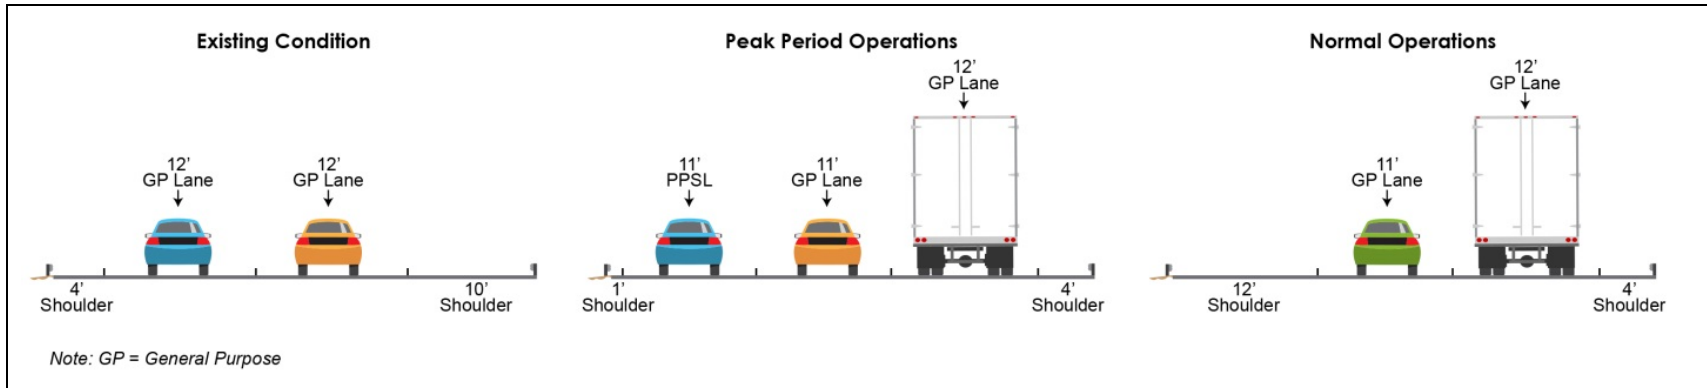 Existing Condition
12’
GP Lane
12’
GP Lane
4’
Shoulder
10’
Shoulder
Peak Period Operations
11’
PPSL
11’
GP Lane
12’
GP Lane
1’
Shoulder
4’
Shoulder
Normal Operations
11’
GP Lane
12’
GP Lane
12’
Shoulder
4’
Shoulder
Note: GP = General Purpose